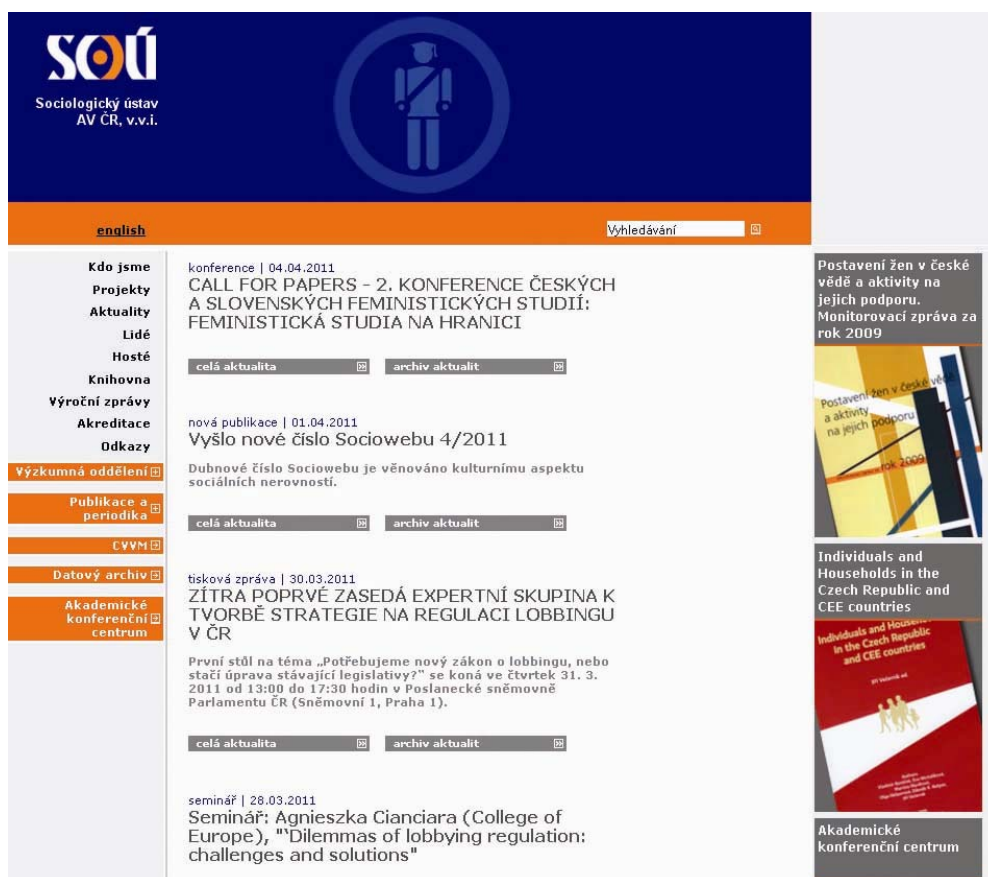 SOÚ
Sociologický ústav
AV ČR, v.v.i.
english
Vyhledávání
Kdo jsme
Projekty
Aktuality
Lidé
Hosté
Knihovna
Výroční zprávy
Akreditace
Odkazy
Výzkumná oddělení
Publikace a
periodika
CVVM
Datový archiv
Akademické
konferenční
centrum
konference | 04.04.2011
CALL FOR PAPERS - 2. KONFERENCE ČESKÝCH
A SLOVENSKÝCH FEMINISTICKÝCH STUDIÍ:
FEMINISTICKÁ STUDIA NA HRANICI
celá aktualita archiv aktualit
nová publikace | 01.04.2011
Vyšlo nové číslo Sociowebu 4/2011
Dubnové číslo Sociowebu je věnováno kulturnímu aspektu
sociálních nerovností.
celá aktualita archiv aktualit
tisková zpráva | 30.03.2011
ZÍTRA POPRVÉ ZASEDÁ EXPERTNÍ SKUPINA K
TVORBĚ STRATEGIE NA REGULACI LOBBINGU
V ČR
První stůl na téma „Potřebujeme nový zákon o lobbingu, nebo
stačí úprava stávající legislativy?" se koná ve čtvrtek 31. 3.
2011 od 13:00 do 17:30 hodin v Poslanecké sněmovně
Parlamentu ČR (Sněmovní 1, Praha 1).
celá aktualita archiv aktualit
seminář | 28.03.2011
Seminář: Agnieszka Cianciara (College of
Europe), "‘Dilemmas of lobbying regulation:
challenges and solutions"
Postavení žen v české
vědě a aktivity na
jejich podporu.
Monitorovací zpráva za
rok 2009
Postavení žen v české vědě
a aktivity
na jejich podporu
rok 2009
Individuals and
Households in the
Czech Republic and
CEE countries
Individuals and Households
in the Czech Republic
and CEE countries
Jiří Večerník ed.
Akademické
konferenční centrum